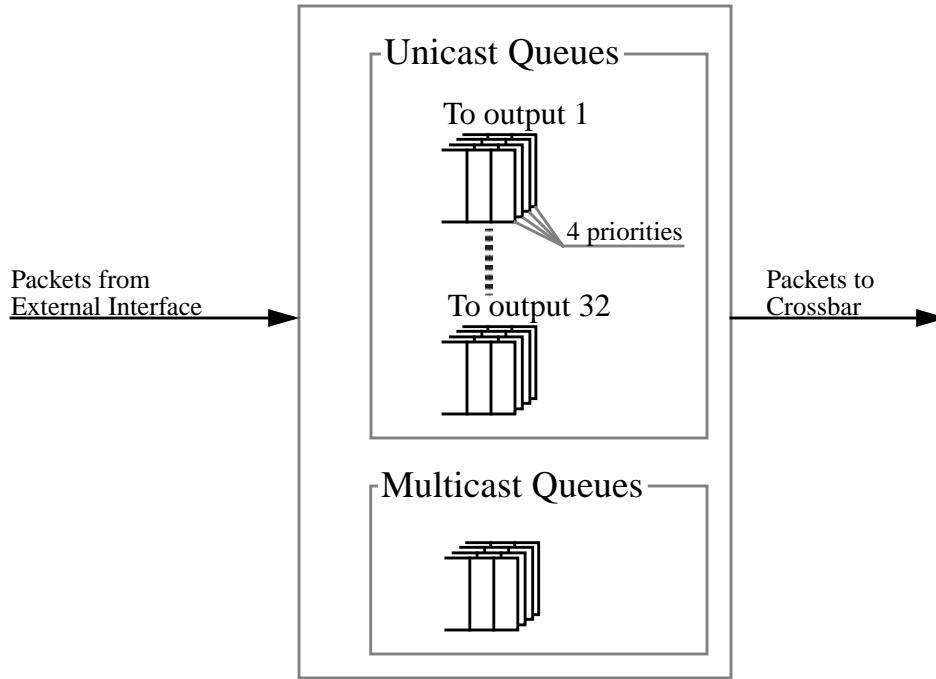 Unicast Queues
To output 1
4 priorities
Packets from
External Interface
To output 32
Packets to
Crossbar
Multicast Queues